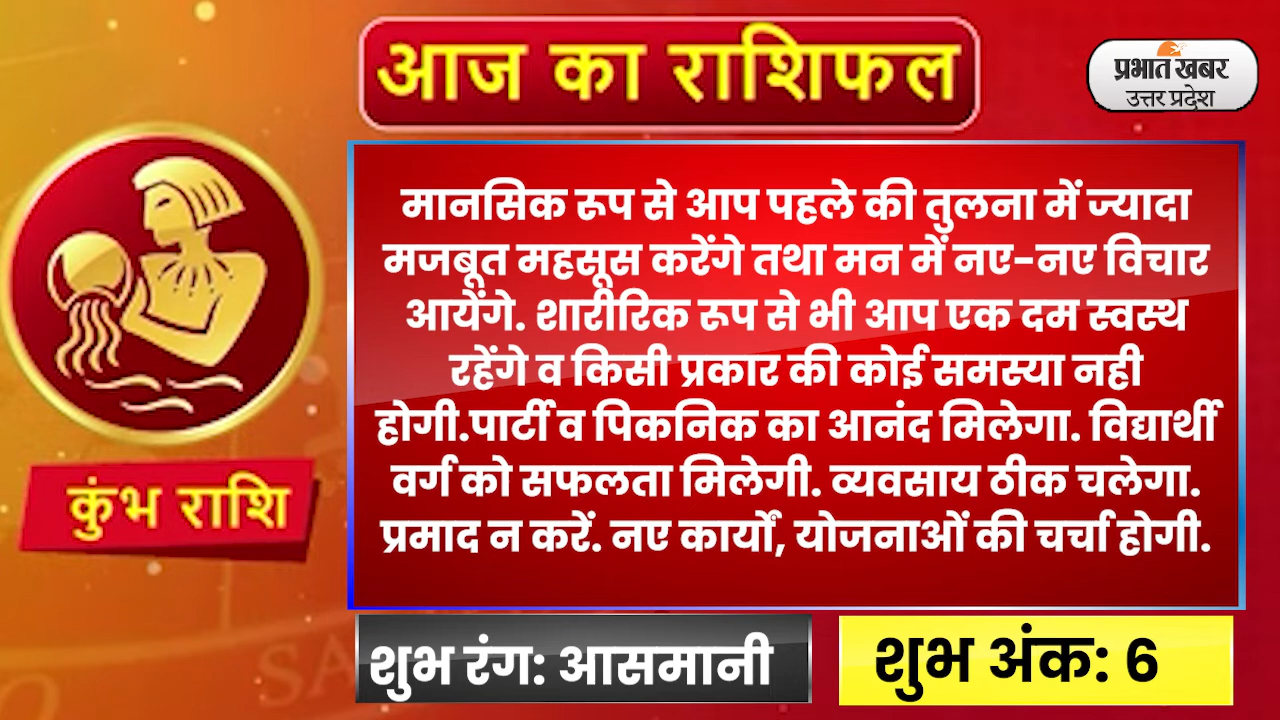 आज का राशिफल
प्रभात खबर
उत्तर प्रदेश
मानसिक रूप से आप पहले की तुलना में ज्यादा
मजबूत महसूस करेंगे तथा मन में नए-नए विचार
आयेंगे. शारीरिक रूप से भी आप एक दम स्वस्थ
रहेंगे व किसी प्रकार की कोई समस्या नही
होगी.पार्टी व पिकनिक का आनंद मिलेगा. विद्यार्थी
वर्ग को सफलता मिलेगी. व्यवसाय ठीक चलेगा.
प्रमाद न करें. नए कार्यों, योजनाओं की चर्चा होगी.
कुंभ राशि
शुभ रंग: आसमानी
शुभ अंक: 6